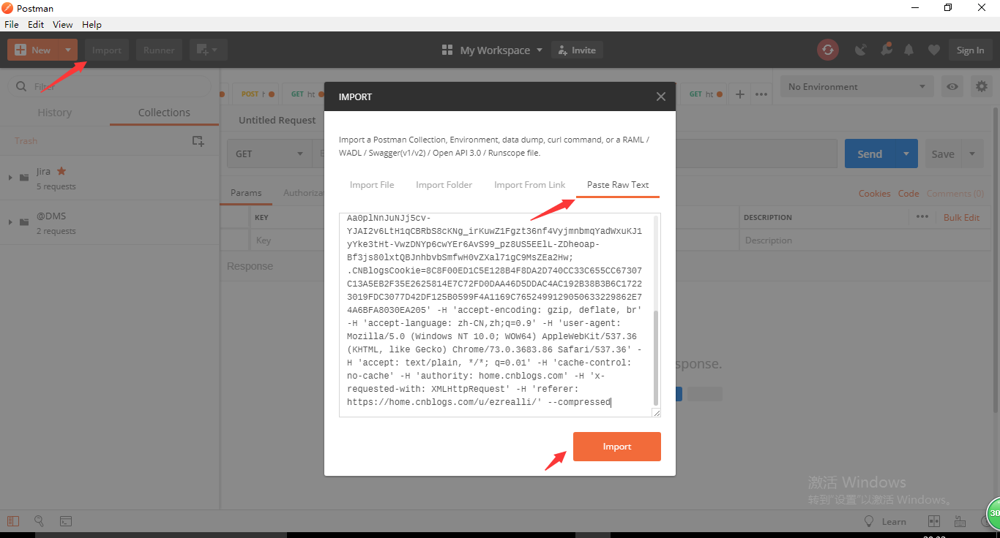 Postman
File Edit View Help
New Import Runner My Workspace Invite Sign In
Filter
History Collections
Trash
Jira
5 requests
@DMS
2 requests
POST GET ht GET ht No Environment
Untitled Request
GET Send Save
Params Authoriza Cookies Code Comments (0)
KEY DESCRIPTION Bulk Edit
Key Description
Response
IMPORT
Import a Postman Collection, Environment, data dump, curl command, or a RAML /
WADL / Swagger(v1/v2) / Open API 3.0 / Runscope file.
Import File Import Folder Import From Link Paste Raw Text
Aa0plNnJuNJj5cv-
YJAI2v6LtH1qCBRbS8cKNg_irKuwZ1Fgzt36nf4VyjmnbmqYadWxuKJ1
yYke3tHt-VwzDNYp6cwYEr6AvS99_pz8US5EElL-ZDheoap-
Bf3js80lxtQBJnhbvbSmfwH0vZXal71gC9MsZEa2Hw;
.CNBlogsCookie=8C8F00ED1C5E128B4F8DA2D740CC33C655CC67307
C13A5EB2F35E2625814E7C72FD0DAA46D5DDAC4AC192B38B3B6C1722
3019FDC3077D42DF125B0599F4A1169C7652499129050633229862E7
4A6BFA8030EA205' -H 'accept-encoding: gzip, deflate, br'
-H 'accept-language: zh-CN,zh;q=0.9' -H 'user-agent:
Mozilla/5.0 (Windows NT 10.0; WOW64) AppleWebKit/537.36
(KHTML, like Gecko) Chrome/73.0.3683.86 Safari/537.36' -
H 'accept: text/plain, */*; q=0.01' -H 'cache-control:
no-cache' -H 'authority: home.cnblogs.com' -H 'x-
requested-with: XMLHttpRequest' -H 'referer:
https://home.cnblogs.com/u/ezrealli/' --compressed
sponse.
Import
激活 Windows
转到"设置"以激活 Windows。
Learn
30